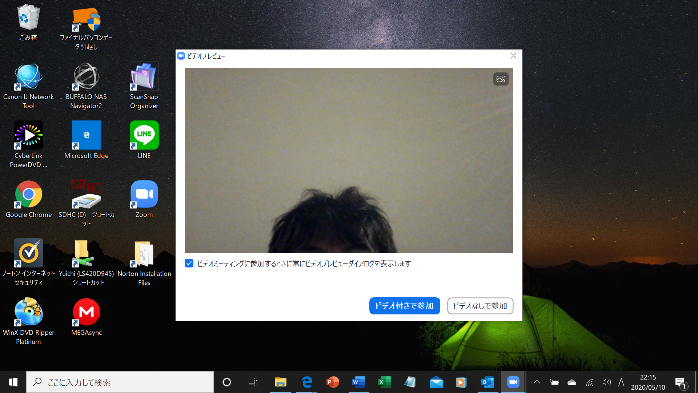 ごみ箱
ファイナルパソコンデー
タ引越し
Canon IJ Network
Tool
BUFFALO NAS
Navigator2
ScanSnap
Organizer
CyberLink
PowerDVD ...
Microsoft Edge
LINE
LINE
Google Chrome
SDHC (D) - ショートカ
ット
Zoom
ノートン インターネット
セキュリティ
Yuichi (LS420D945)
ショートカット
Norton Installation
Files
WinX DVD Ripper
Platinum
MEGAsync
ビデオプレビュー
ビデオミーティングに参加するときに常にビデオプレビューダイアログを表示します
ビデオ付きで参加
ビデオなしで参加
ここに入力して検索
A
22:15
2020/05/10